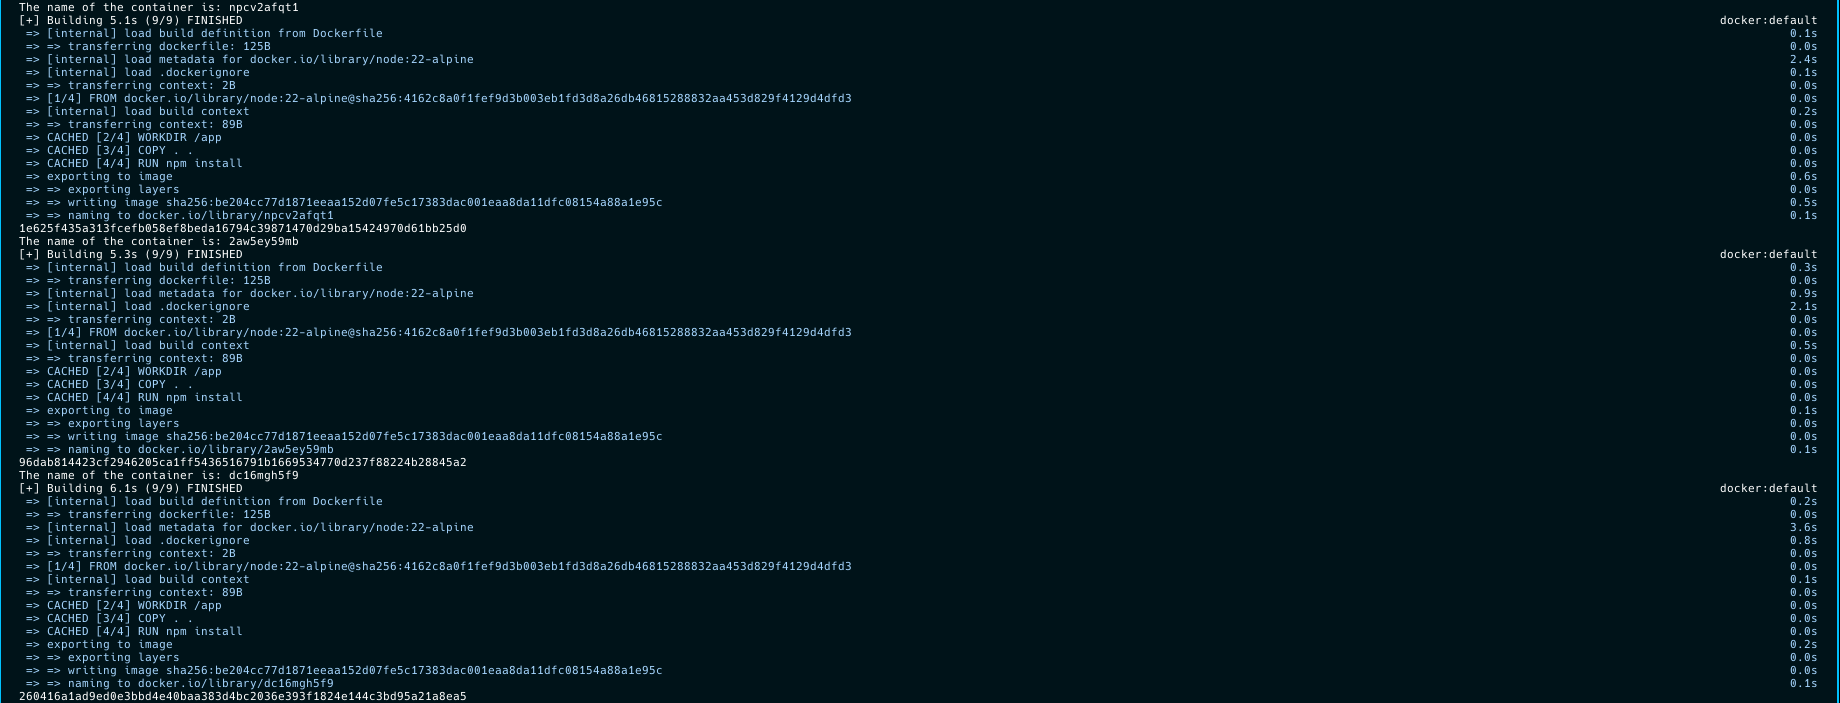 The name of the container is: npcv2afqt1
[+] Building 5.1s (9/9) FINISHED docker:default
=> [internal] load build definition from Dockerfile 0.1s
=> => transferring dockerfile: 125B 0.0s
=> [internal] load metadata for docker.io/library/node:22-alpine 2.4s
=> [internal] load .dockerignore 0.1s
=> => transferring context: 2B 0.0s
=> [1/4] FROM docker.io/library/node:22-alpine@sha256:4162c8a0f1fef9d3b003eb1fd3d8a26db46815288832aa453d829f4129d4dfd3 0.0s
=> [internal] load build context 0.2s
=> => transferring context: 89B 0.0s
=> CACHED [2/4] WORKDIR /app 0.0s
=> CACHED [3/4] COPY . . 0.0s
=> CACHED [4/4] RUN npm install 0.0s
=> exporting to image 0.6s
=> => exporting layers 0.0s
=> => writing image sha256:be204cc77d1871eeaa152d07fe5c17383dac001eaa8da11dfc08154a88a1e95c 0.5s
=> => naming to docker.io/library/npcv2afqt1 0.1s
1e625f435a313fcefb058ef8beda16794c39871470d29ba15424970d61bb25d0
The name of the container is: 2aw5ey59mb
[+] Building 5.3s (9/9) FINISHED docker:default
=> [internal] load build definition from Dockerfile 0.3s
=> => transferring dockerfile: 125B 0.0s
=> [internal] load metadata for docker.io/library/node:22-alpine 0.9s
=> [internal] load .dockerignore 2.1s
=> => transferring context: 2B 0.0s
=> [1/4] FROM docker.io/library/node:22-alpine@sha256:4162c8a0f1fef9d3b003eb1fd3d8a26db46815288832aa453d829f4129d4dfd3 0.0s
=> [internal] load build context 0.5s
=> => transferring context: 89B 0.0s
=> CACHED [2/4] WORKDIR /app 0.0s
=> CACHED [3/4] COPY . . 0.0s
=> CACHED [4/4] RUN npm install 0.0s
=> exporting to image 0.1s
=> => exporting layers 0.0s
=> => writing image sha256:be204cc77d1871eeaa152d07fe5c17383dac001eaa8da11dfc08154a88a1e95c 0.0s
=> => naming to docker.io/library/2aw5ey59mb 0.1s
96dab814423cf2946205ca1ff5436516791b1669534770d237f88224b28845a2
The name of the container is: dc16mgh5f9
[+] Building 6.1s (9/9) FINISHED docker:default
=> [internal] load build definition from Dockerfile 0.2s
=> => transferring dockerfile: 125B 0.0s
=> [internal] load metadata for docker.io/library/node:22-alpine 3.6s
=> [internal] load .dockerignore 0.8s
=> => transferring context: 2B 0.0s
=> [1/4] FROM docker.io/library/node:22-alpine@sha256:4162c8a0f1fef9d3b003eb1fd3d8a26db46815288832aa453d829f4129d4dfd3 0.0s
=> [internal] load build context 0.1s
=> => transferring context: 89B 0.0s
=> CACHED [2/4] WORKDIR /app 0.0s
=> CACHED [3/4] COPY . . 0.0s
=> CACHED [4/4] RUN npm install 0.0s
=> exporting to image 0.2s
=> => exporting layers 0.0s
=> => writing image sha256:be204cc77d1871eeaa152d07fe5c17383dac001eaa8da11dfc08154a88a1e95c 0.0s
=> => naming to docker.io/library/dc16mgh5f9 0.1s
260416a1ad9ed0e3bbd4e40baa383d4bc2036e393f1824e144c3bd95a21a8ea5